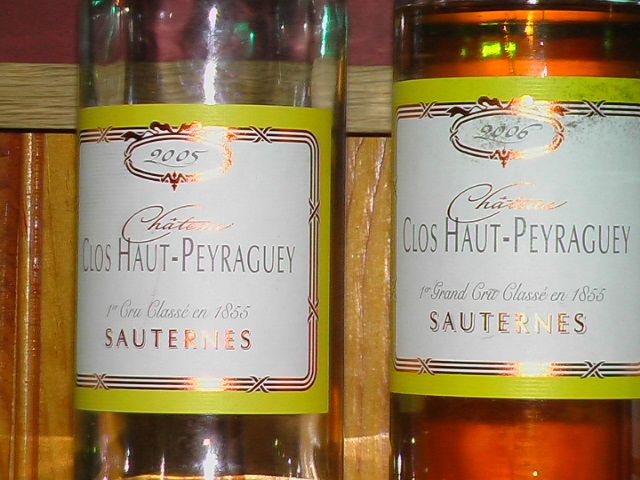 2005
Château
CLOS HAUT-PEYRAGUEY
1er Cru Classé en 1855
SAUTERNES
2006
Château
CLOS HAUT-PEYRAGUEY
1er Grand Cru Classé en 1855
SAUTERNES